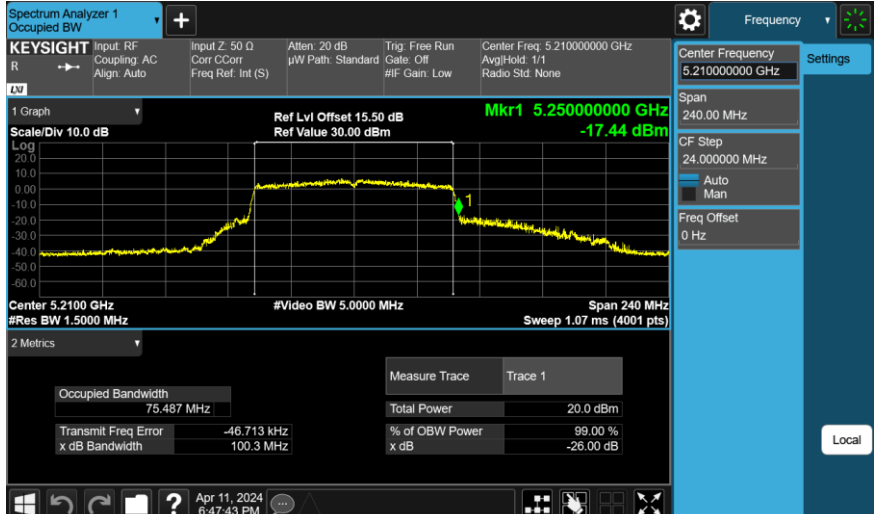 Spectrum Analyzer 1
Occupied BW
Frequency
KEYSIGHT
R
LXI
Input: RF
Coupling: AC
Align: Auto
Input Z: 50 Ω
Corr CCorr
Freq Ref: Int (S)
Atten: 20 dB
µW Path: Standard
Trig: Free Run
Gate: Off
#IF Gain: Low
Center Freq: 5.210000000 GHz
Avg|Hold: 1/1
Radio Std: None
Center Frequency
5.210000000 GHz
Settings
Span
240.00 MHz
CF Step
24.000000 MHz
Auto
Man
Freq Offset
0 Hz
Local
1 Graph
Scale/Div 10.0 dB
Ref Lvl Offset 15.50 dB
Ref Value 30.00 dBm
Mkr1 5.250000000 GHz
-17.44 dBm
Log
20.0
10.0
0.00
-10.0
-20.0
-30.0
-40.0
-50.0
-60.0
1
Center 5.2100 GHz
#Res BW 1.5000 MHz
#Video BW 5.0000 MHz
Span 240 MHz
Sweep 1.07 ms (4001 pts)
2 Metrics
Measure Trace Trace 1
Occupied Bandwidth
75.487 MHz
Total Power 20.0 dBm
Transmit Freq Error -46.713 kHz
% of OBW Power 99.00 %
x dB Bandwidth 100.3 MHz
x dB -26.00 dB
?
Apr 11, 2024
6:47:43 PM